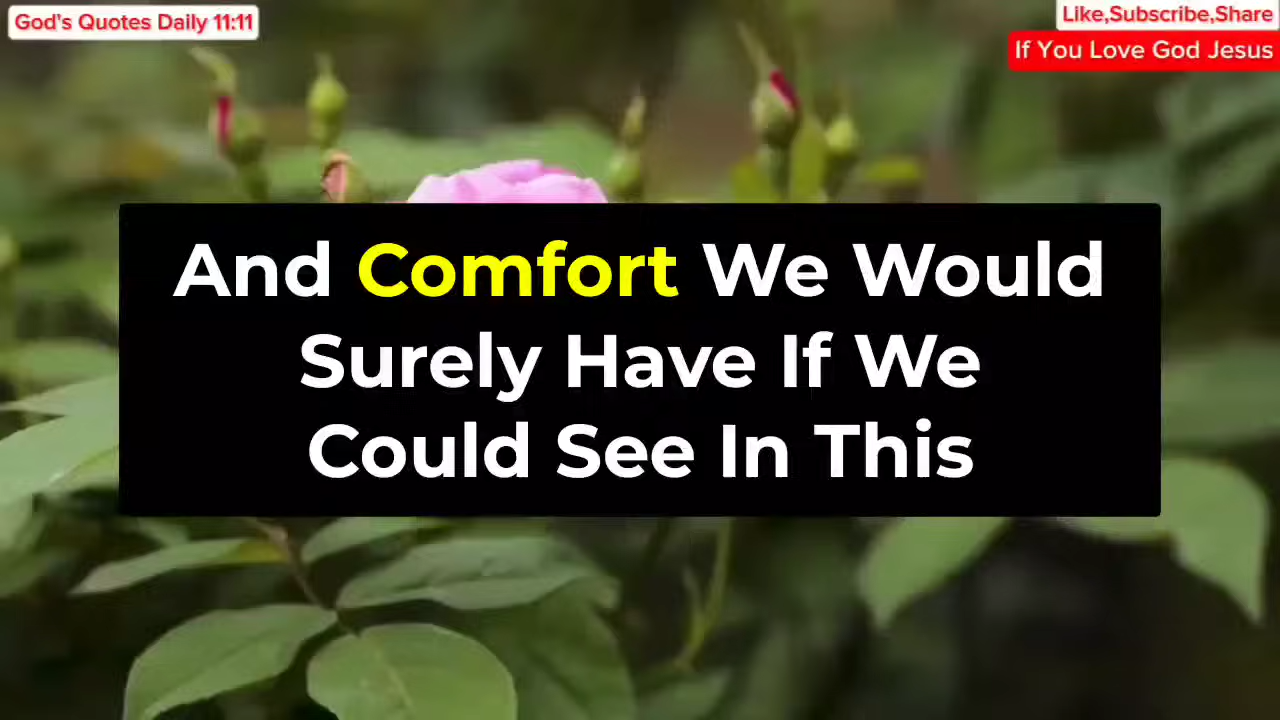 God's Quotes Daily 11:11
Like,Subscribe,Share
If You Love God Jesus
And Comfort We Would
Surely Have If We
Could See In This